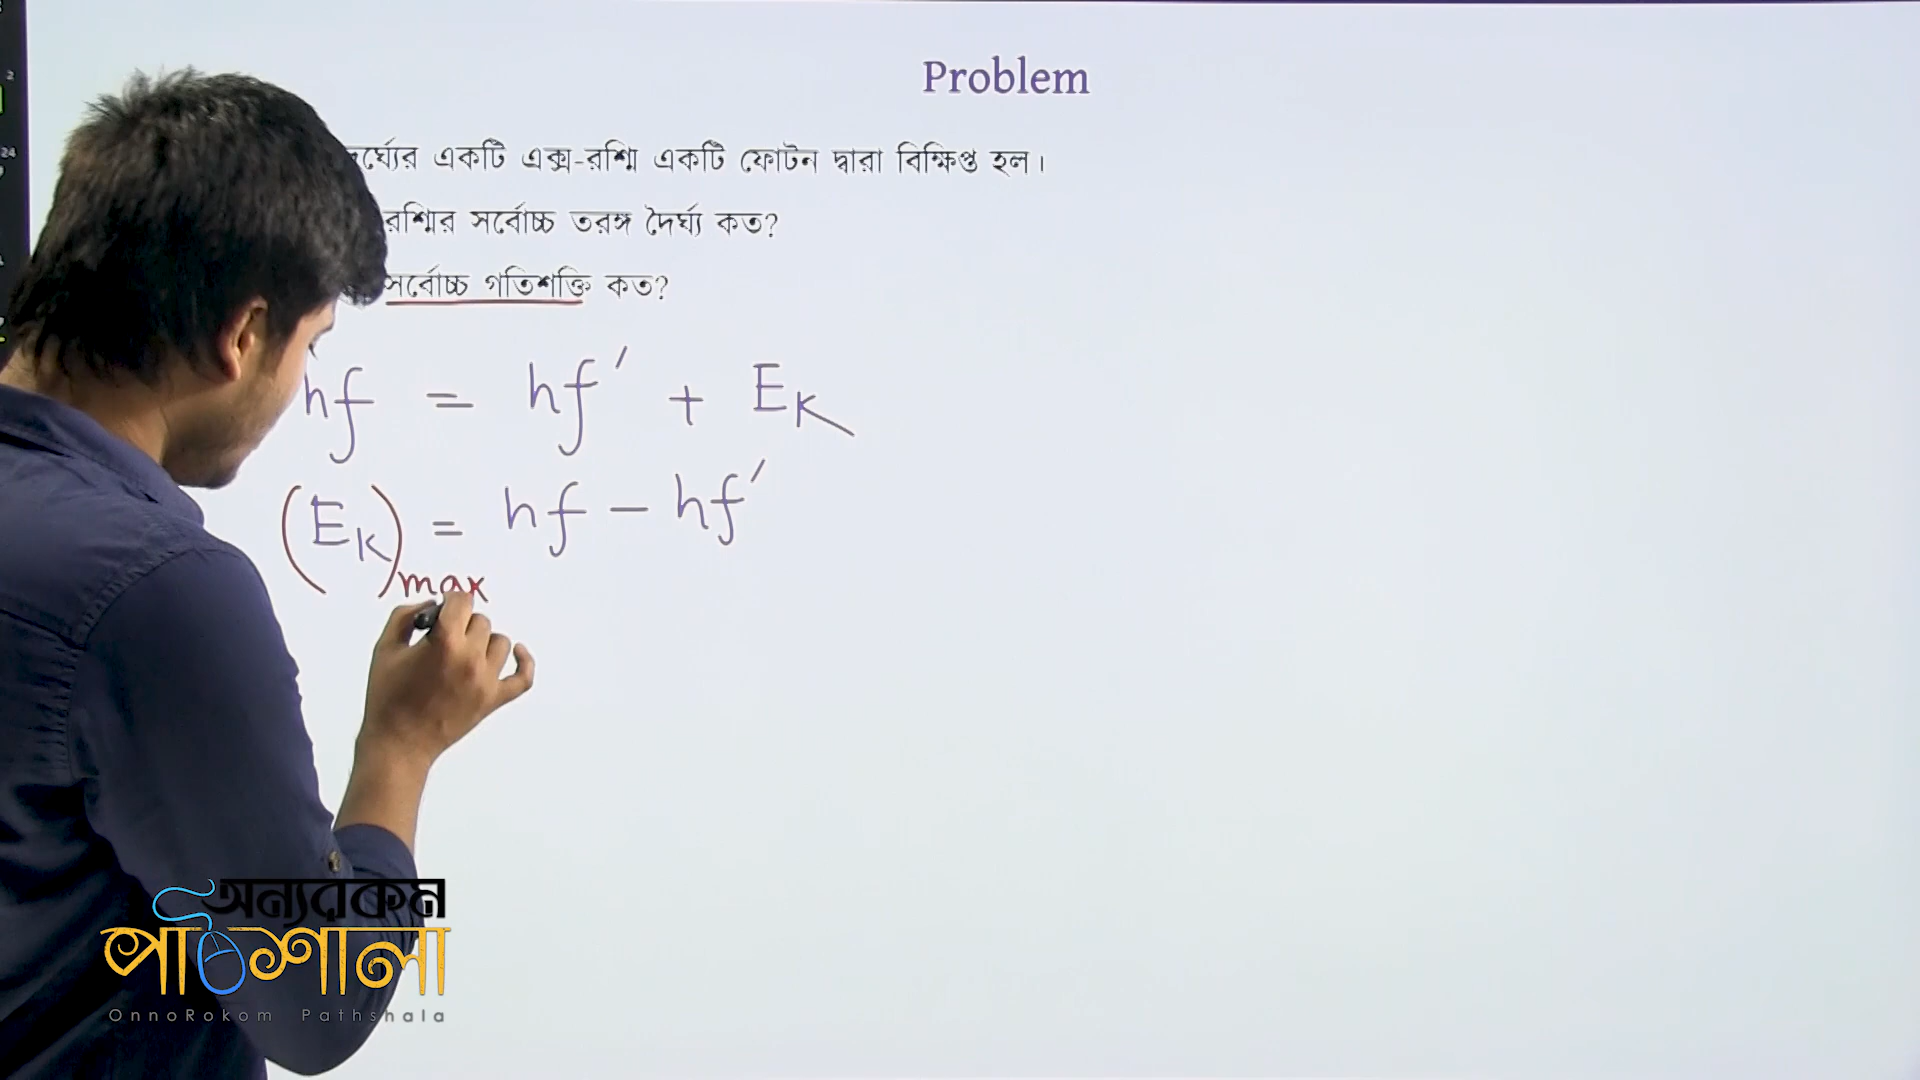 Problem
একটি এক্স-রশ্মি একটি ফোটন দ্বারা বিক্ষিপ্ত হল।
রশ্মির সর্বোচ্চ তরঙ্গ দৈর্ঘ্য কত?
সর্বোচ্চ গতিশক্তি কত?
hf = hf' + EK
(EK)max = hf - hf'
অন্যরকম
পাঠশালা
OnnoRokom Pathshala